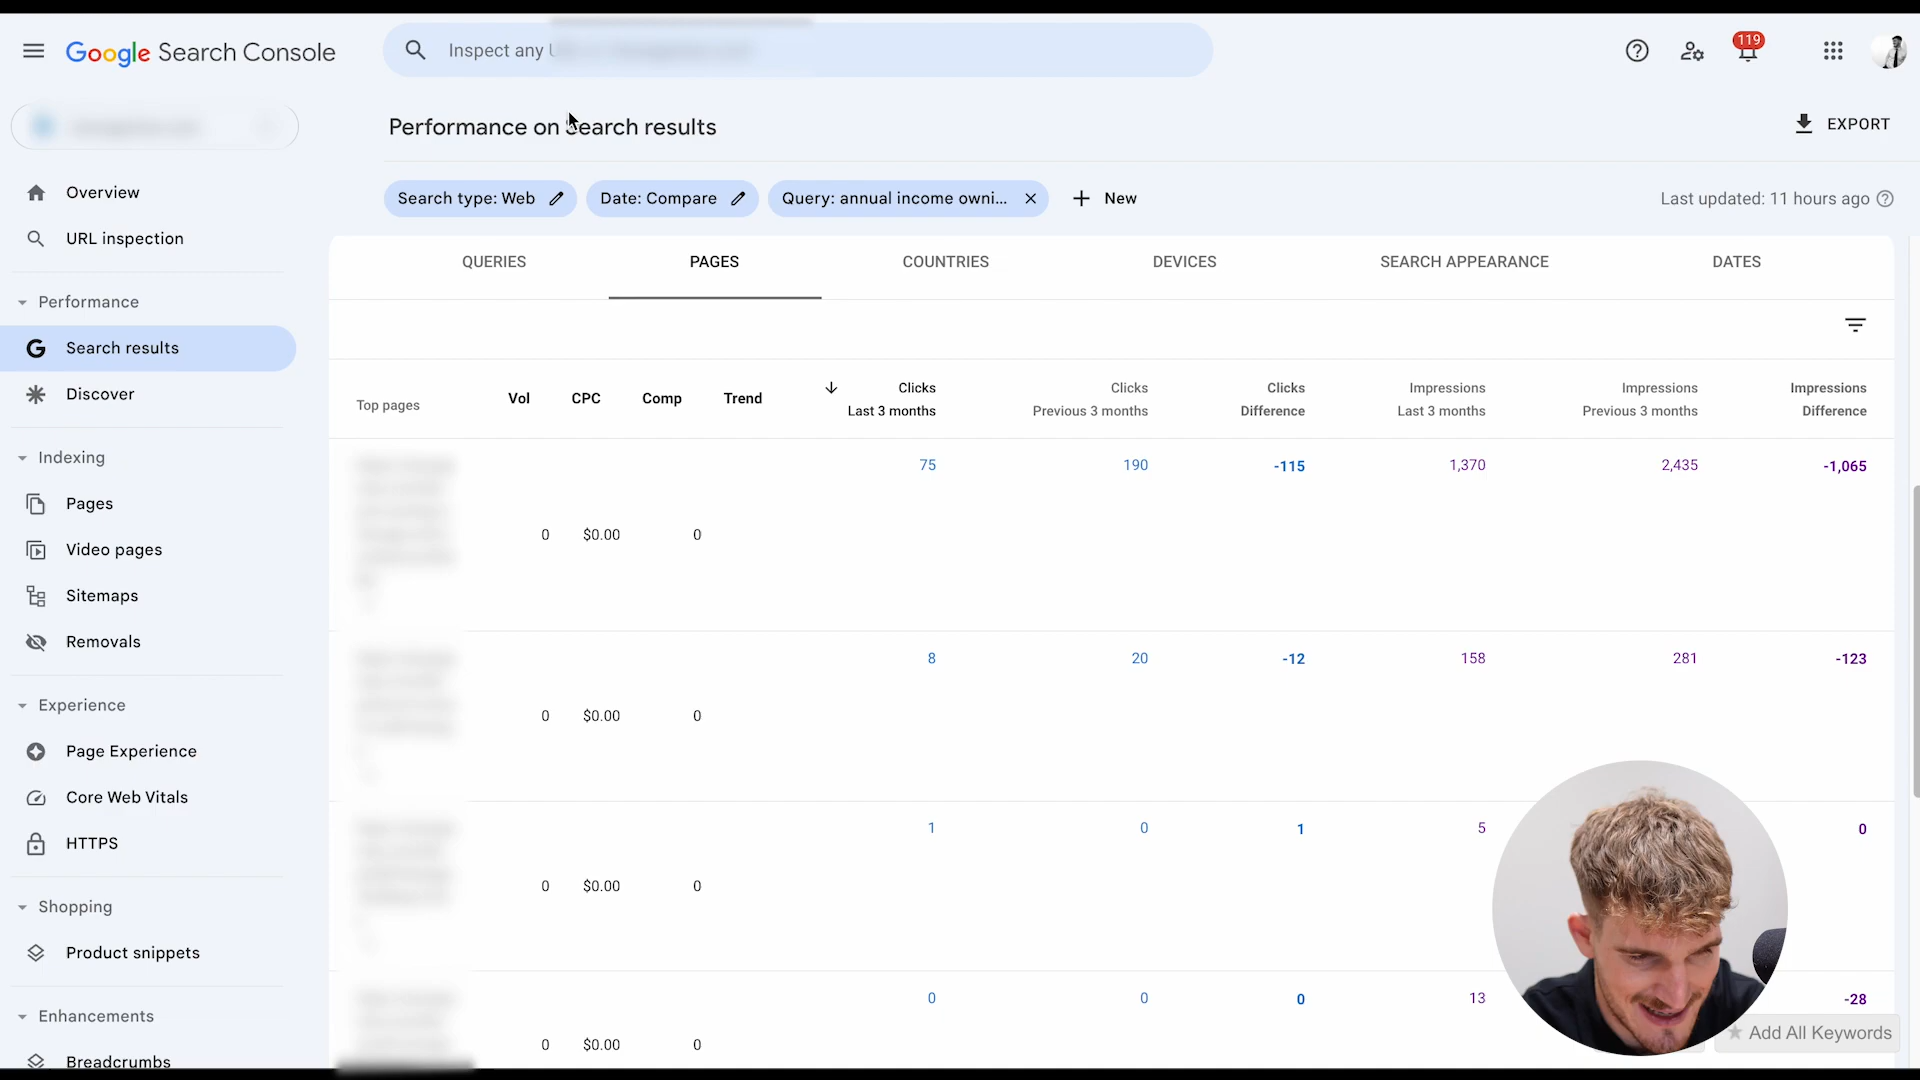 Google Search Console
Inspect any
119
Performance on Search results
EXPORT
Search type: Web
Date: Compare
Query: annual income owni...
New
Last updated: 11 hours ago
Overview
URL inspection
Performance
Search results
Discover
Indexing
Pages
Video pages
Sitemaps
Removals
Experience
Page Experience
Core Web Vitals
HTTPS
Shopping
Product snippets
Enhancements
Breadcrumbs
QUERIES PAGES COUNTRIES DEVICES SEARCH APPEARANCE DATES
Top pages Vol CPC Comp Trend Clicks Last 3 months Clicks Previous 3 months Clicks Difference Impressions Last 3 months Impressions Previous 3 months Impressions Difference
75 190 -115 1,370 2,435 -1,065
0 $0.00 0
8 20 -12 158 281 -123
0 $0.00 0
1 0 1 5 0
0 $0.00 0
0 0 0 13 -28
0 $0.00 0
Add All Keywords